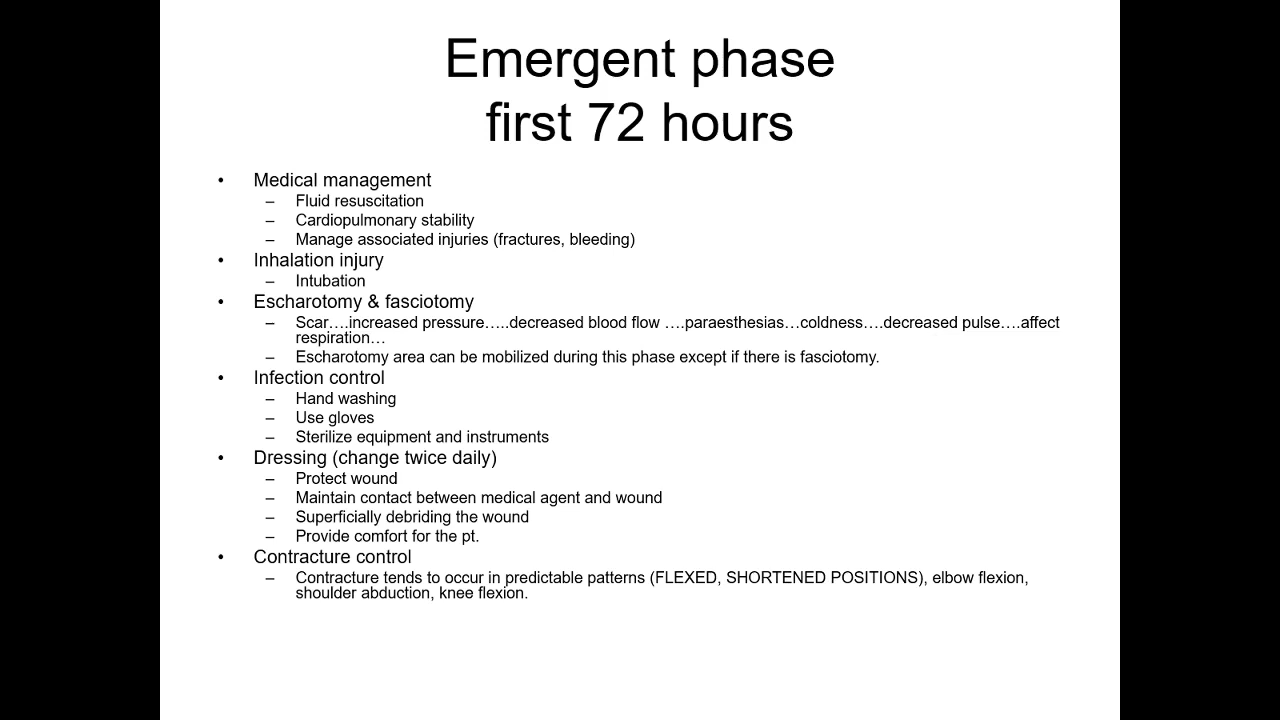 Emergent phase
first 72 hours
• Medical management
– Fluid resuscitation
– Cardiopulmonary stability
– Manage associated injuries (fractures, bleeding)
• Inhalation injury
– Intubation
• Escharotomy & fasciotomy
– Scar….increased pressure…..decreased blood flow ….paraesthesias…coldness….decreased pulse….affect
respiration…
– Escharotomy area can be mobilized during this phase except if there is fasciotomy.
• Infection control
– Hand washing
– Use gloves
– Sterilize equipment and instruments
• Dressing (change twice daily)
– Protect wound
– Maintain contact between medical agent and wound
– Superficially debriding the wound
– Provide comfort for the pt.
• Contracture control
– Contracture tends to occur in predictable patterns (FLEXED, SHORTENED POSITIONS), elbow flexion,
shoulder abduction, knee flexion.